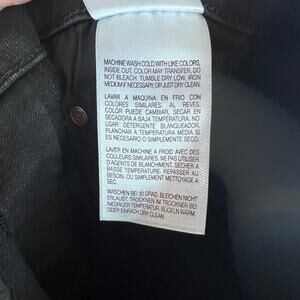 MACHINE WASH COLD WITH LIKE COLORS,
INSIDE OUT, COLOR MAY TRANSFER, DO
NOT BLEACH. TUMBLE DRY LOW, IRON
MEDIUM IF NECESSARY, OR JUST DRY CLEAN.
LAVAR A MAQUINA EN FRIO CON
COLORES SIMILARES, AL REVES,
COLOR PUEDE CAMBIAR, SECAR EN
SECADORA A BAJA TEMPERATURA, NO
USAR DETERGENTE BLANQUEADOR,
PLANCHAR A TEMPERATURA MEDIA SI
ES NECESARIO O SIMPLEMENTE SECO.
LAVER EN MACHINE A FROID AVEC DES
COULEURS SIMILAIRES, NE PAS UTILISER
D'AGENTS DE BLANCHIMENT, SECHER A
BASSE TEMPERATURE. REPASSER AU
BESOIN, OU SIMPLEMENT METTOYAGE A
SEC.
WASCHEN BEI 30 GRAD, BLEICHEN NICHT
ERLAUBT, TROCKNEN IM TROCKNER BEI
NIEDRIGER TEMPERATUR, BUGELN WARM,
ODER EINFACH DRY CLEAN.